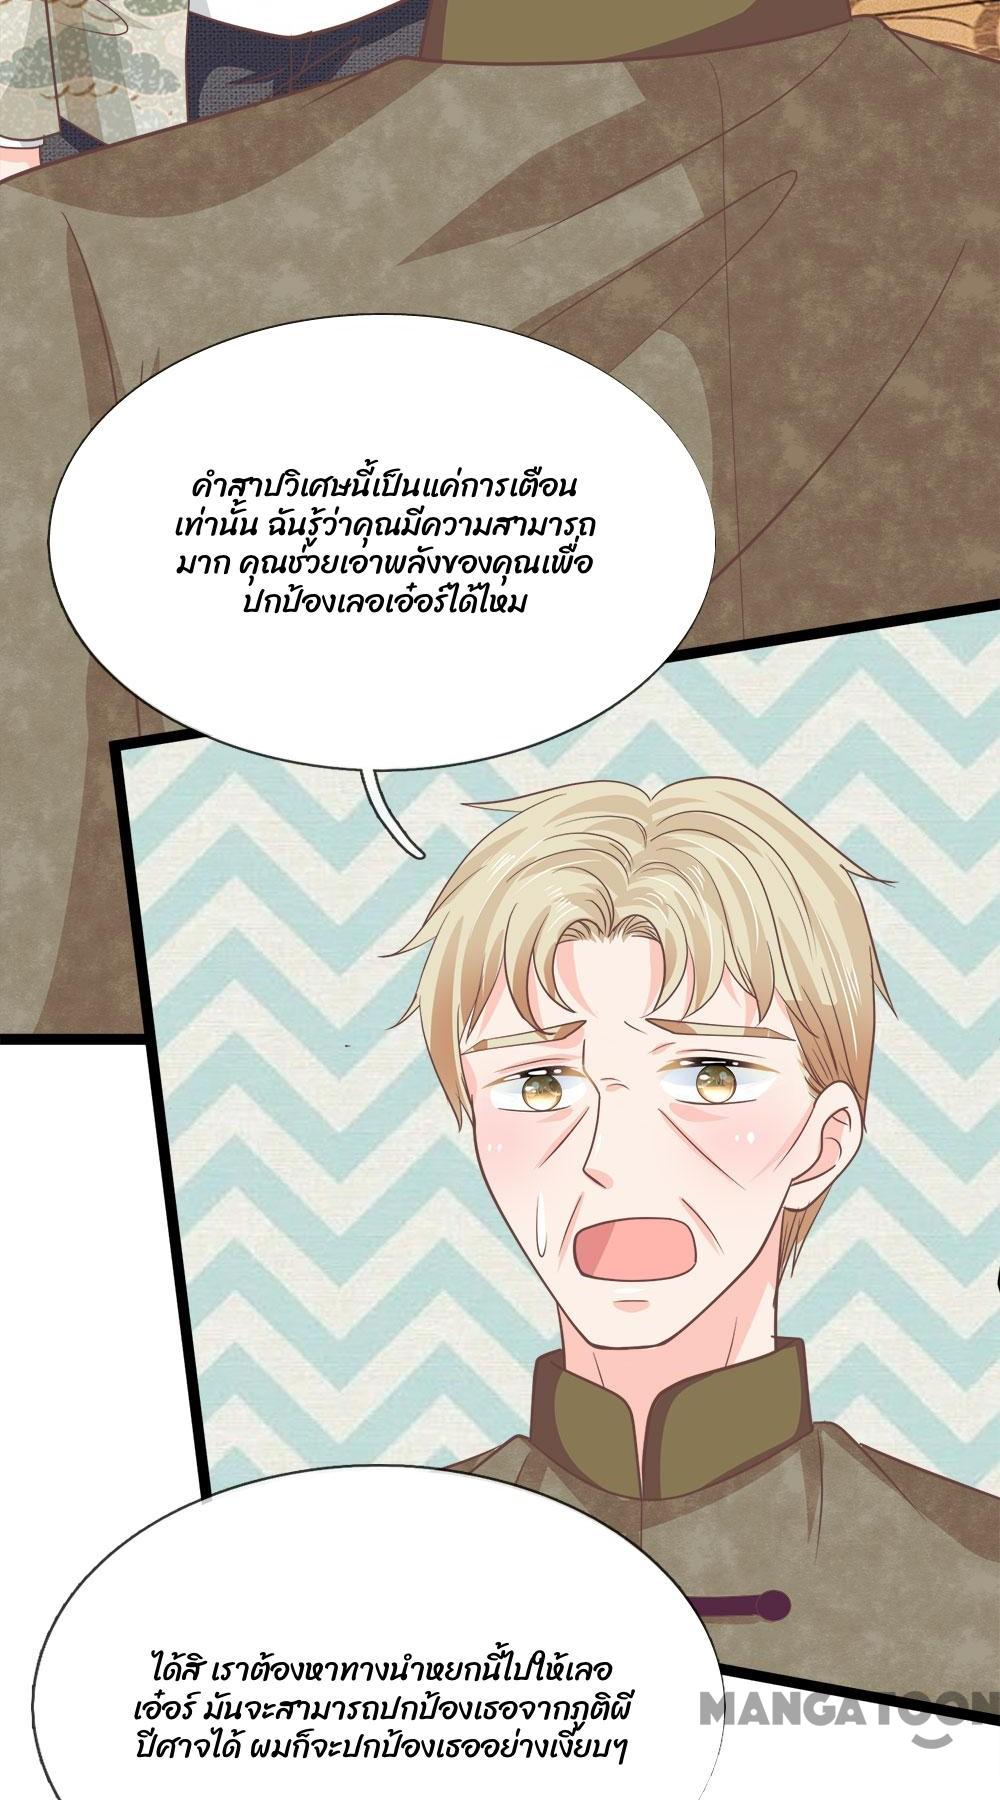 คำสาปวิเศษนี้เป็นแค่การเตือน
เท่านั้น ฉันรู้ว่าคุณมีความสามารถ
มาก คุณช่วยเอาพลังของคุณเพื่อ
ปกป้องเลอเอ๋อร์ได้ไหม
ได้สิ เราต้องหาทางนำหยกนี้ไปให้เลอ
เอ๋อร์ มันจะสามารถปกป้องเธอจากภูติผี
ปีศาจได้ ผมก็จะปกป้องเธออย่างเงียบๆ
MANGATOON